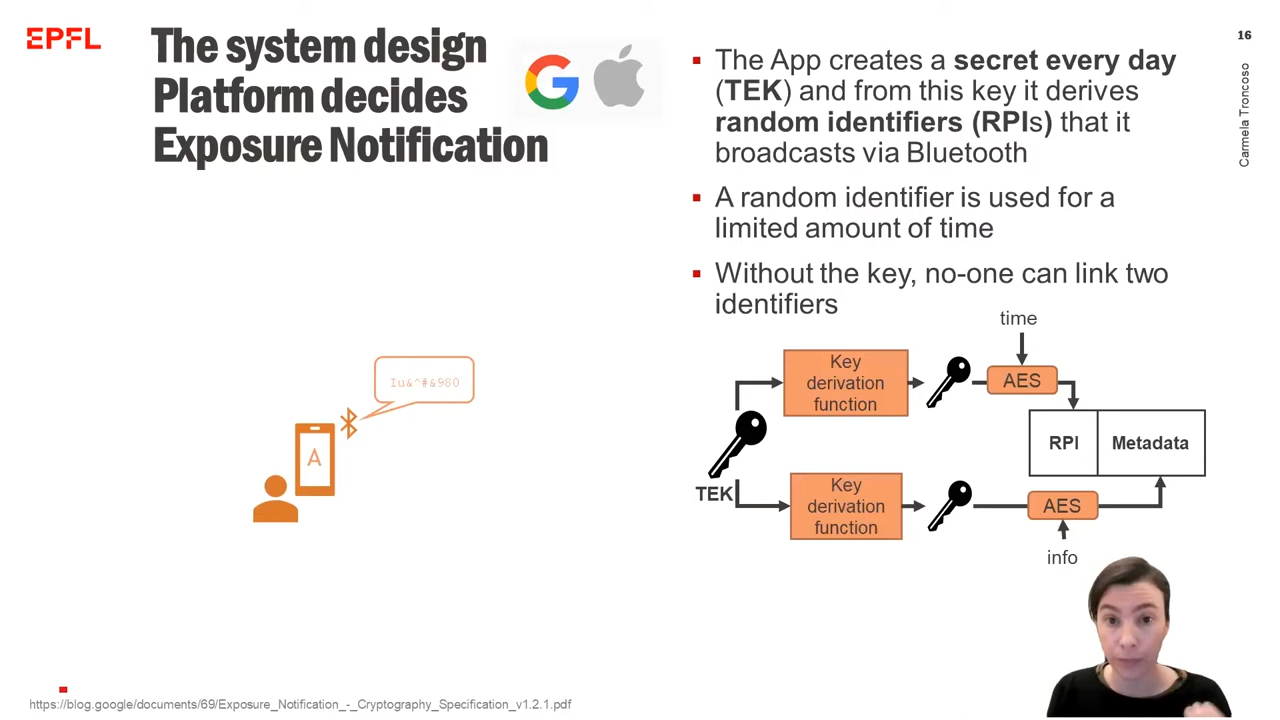 EPFL
The system design
Platform decides
Exposure Notification
▪ The App creates a secret every day
(TEK) and from this key it derives
random identifiers (RPIs) that it
broadcasts via Bluetooth
▪ A random identifier is used for a
limited amount of time
▪ Without the key, no-one can link two
identifiers
16
Carmela Troncoso
Iu&^#&980
A
time
Key
derivation
function
AES
RPI
Metadata
TEK
Key
derivation
function
AES
info
https://blog.google/documents/69/Exposure_Notification_-_Cryptography_Specification_v1.2.1.pdf